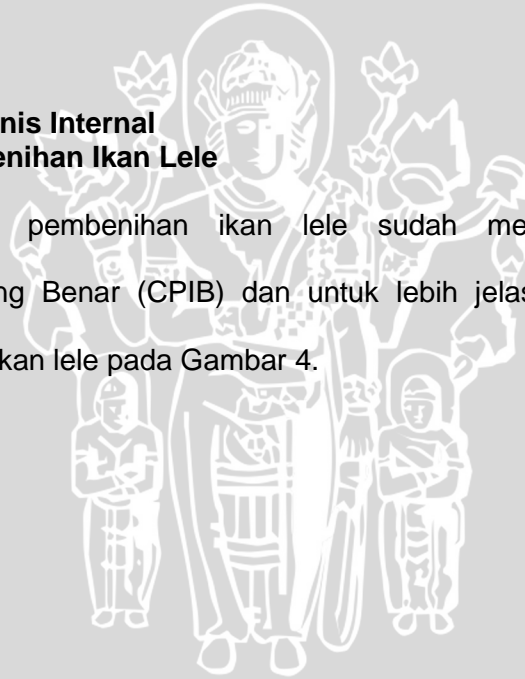 nis Internal
enihan Ikan Lele
pembenihan ikan lele sudah me
ng Benar (CPIB) dan untuk lebih jelas
kan lele pada Gambar 4.